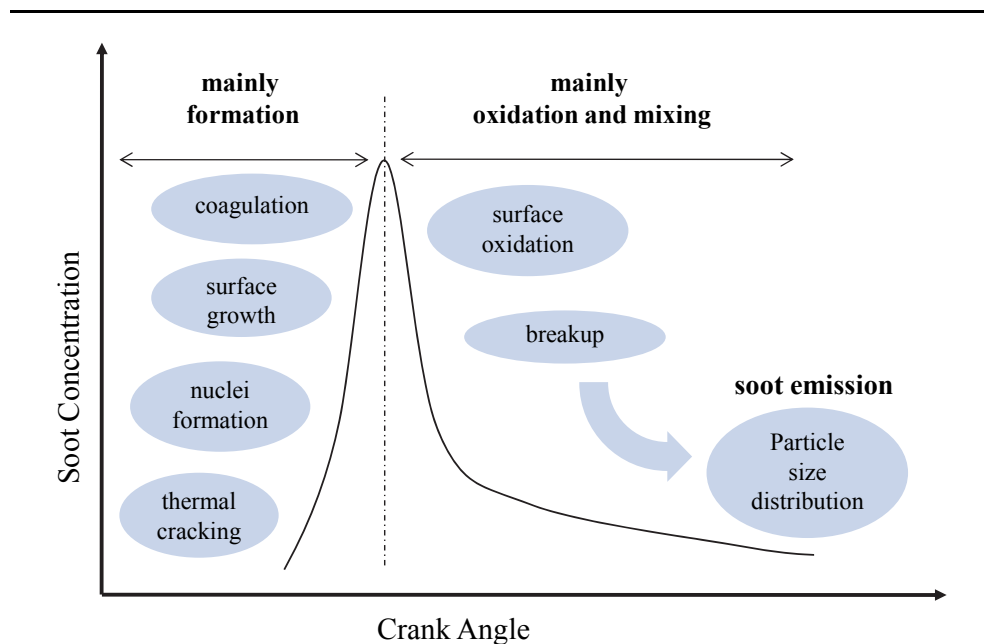 mainly
formation
mainly
oxidation and mixing
coagulation
surface
growth
nuclei
formation
thermal
cracking
surface
oxidation
breakup
soot emission
Particle
size
distribution
Soot Concentration
Crank Angle